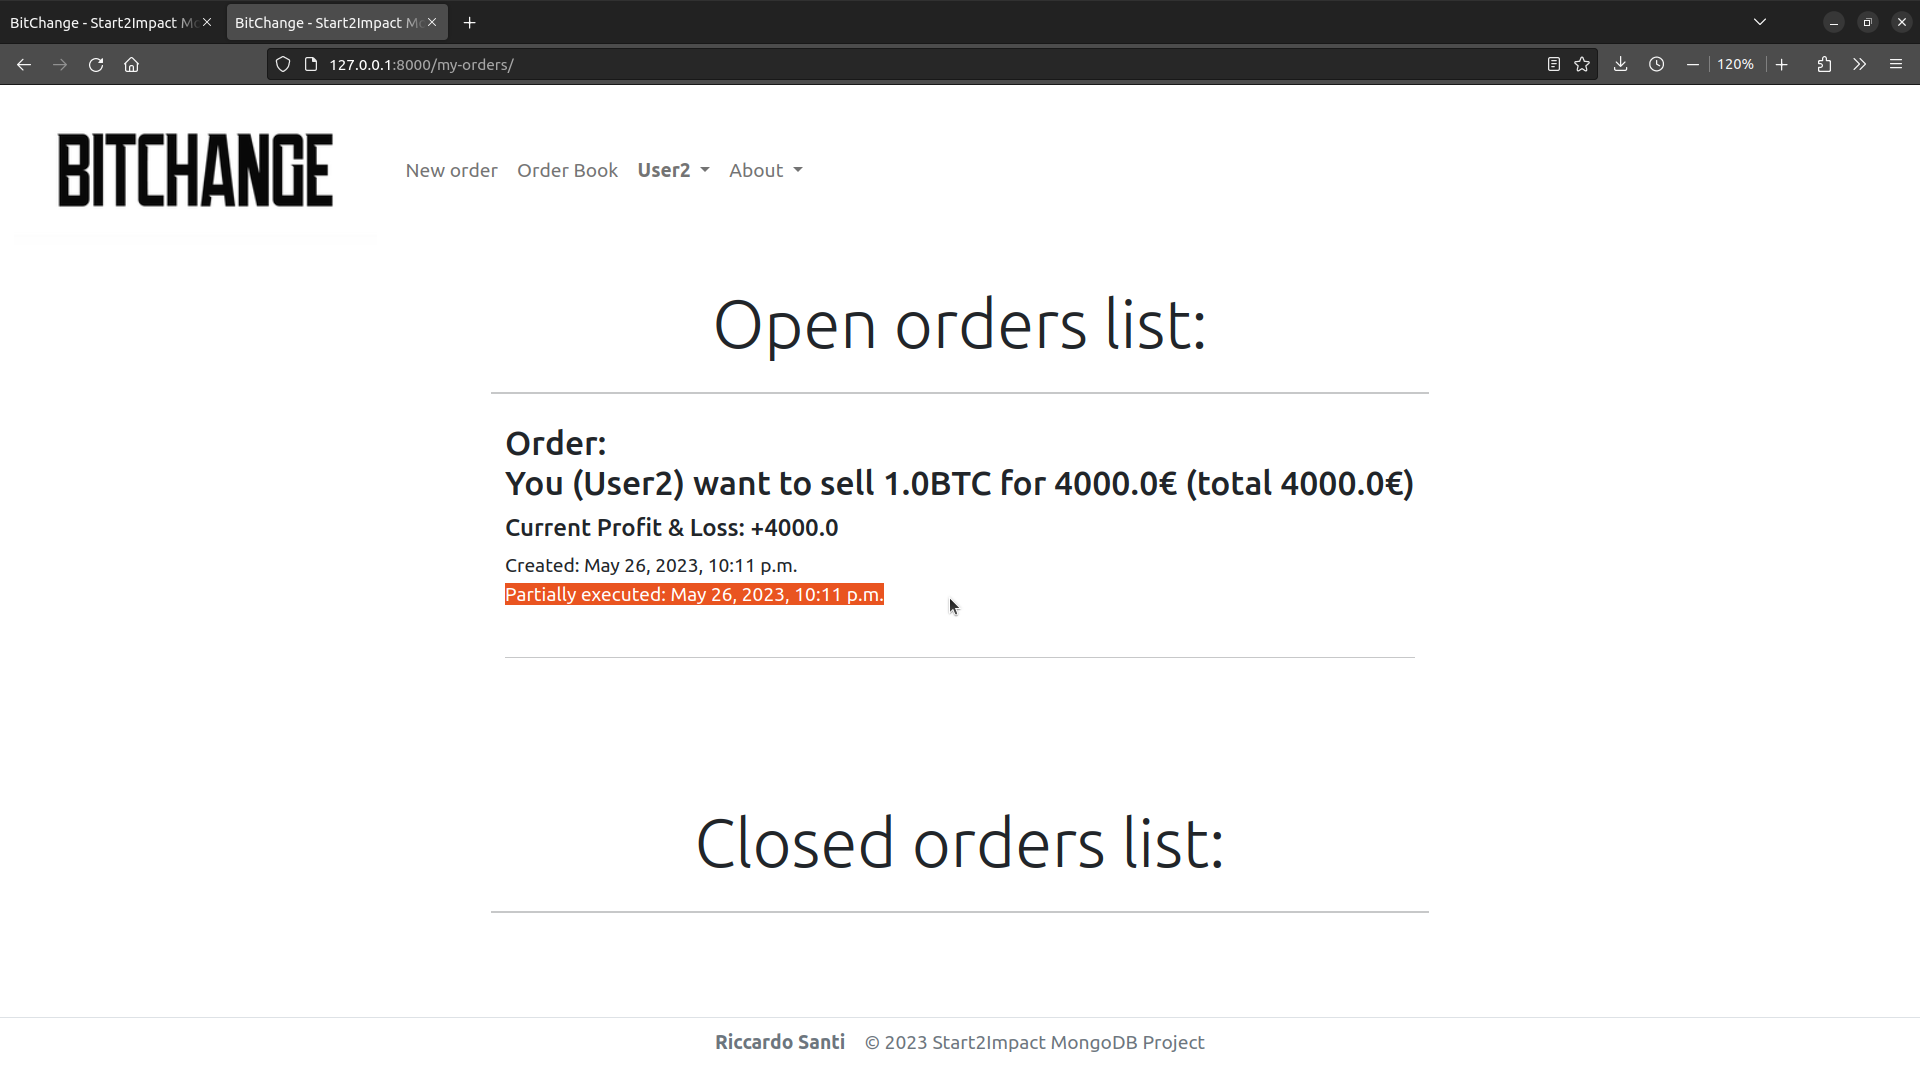 BitChange - Start2Impact Mo
BitChange - Start2Impact Mo
127.0.0.1:8000/my-orders/
120%
BITCHANGE
New order
Order Book
User2
About
Open orders list:
Order:
You (User2) want to sell 1.0BTC for 4000.0€ (total 4000.0€)
Current Profit & Loss: +4000.0
Created: May 26, 2023, 10:11 p.m.
Partially executed: May 26, 2023, 10:11 p.m.
Closed orders list:
Riccardo Santi © 2023 Start2Impact MongoDB Project